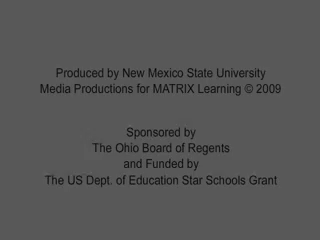 Produced by New Mexico State University
Media Productions for MATRIX Learning © 2009
Sponsored by
The Ohio Board of Regents
and Funded by
The US Dept. of Education Star Schools Grant